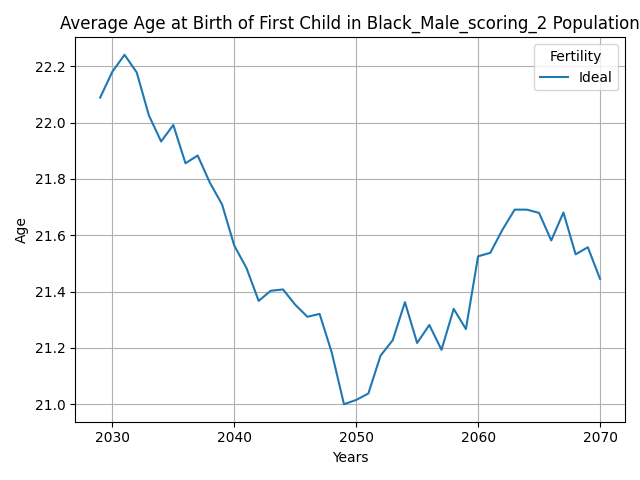 Average Age at Birth of First Child in Black_Male_scoring_2 Population
Fertility
Ideal
Age
22.2
22.0
21.8
21.6
21.4
21.2
21.0
2030 2040 2050 2060 2070
Years